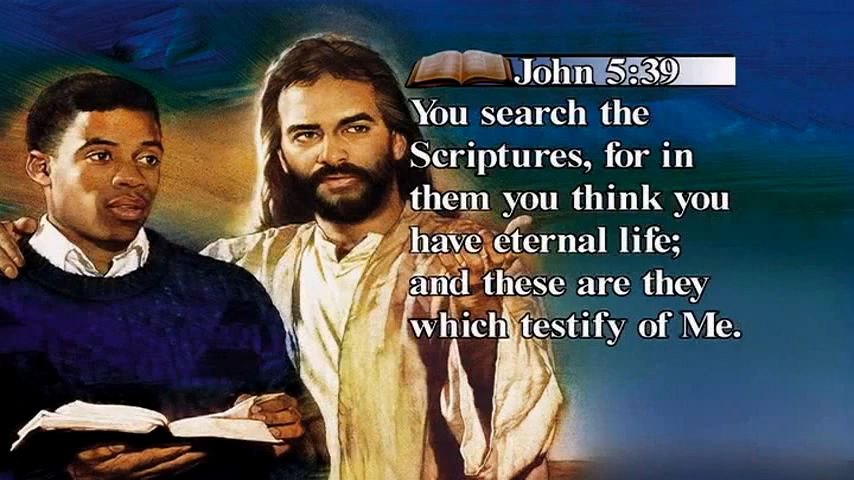 John 5:39
You search the
Scriptures, for in
them you think you
have eternal life;
and these are they
which testify of Me.